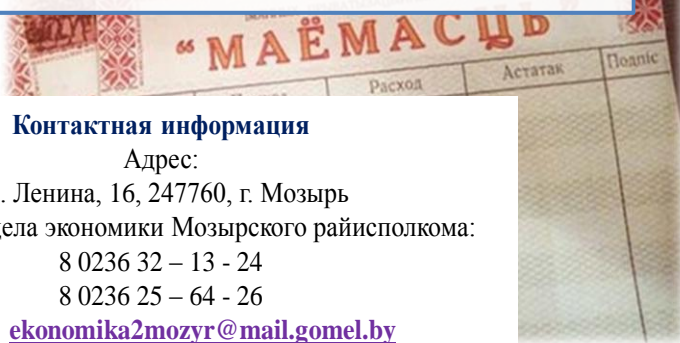 “МАЁМАСЦЬ”
Расход
Астатак
Подпіс
Контактная информация
Адрес:
. Ленина, 16, 247760, г. Мозырь
ела экономики Мозырского райисполкома:
8 0236 32 – 13 - 24
8 0236 25 – 64 - 26
ekonomika2mozyr@mail.gomel.by